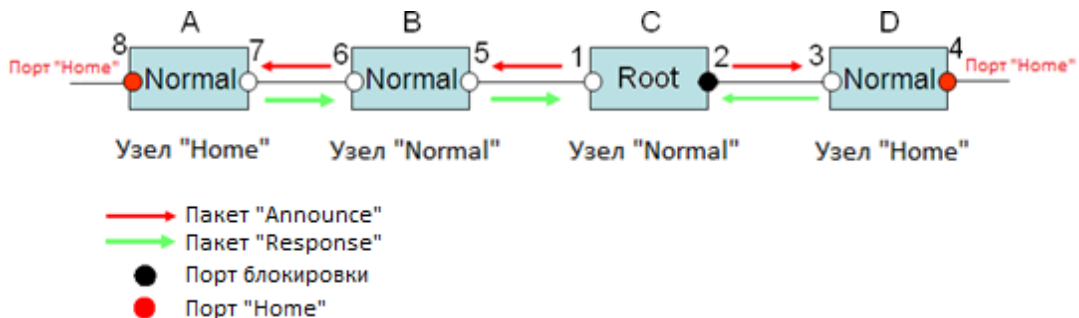 A B C D
8 7 6 5 1 2 3 4
Порт "Home" Normal Normal Root Normal Порт "Home"
Узел "Home" Узел "Normal" Узел "Normal" Узел "Home"
Пакет "Announce"
Пакет "Response"
Порт блокировки
Порт "Home"